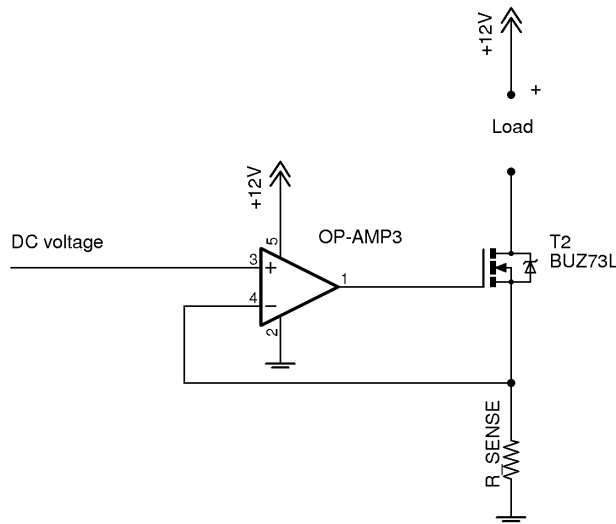 +12V
+
Load
+12V
OP-AMP3
T2
BUZ73L
DC voltage
5
3
+
1
4
−
2
R_SENSE